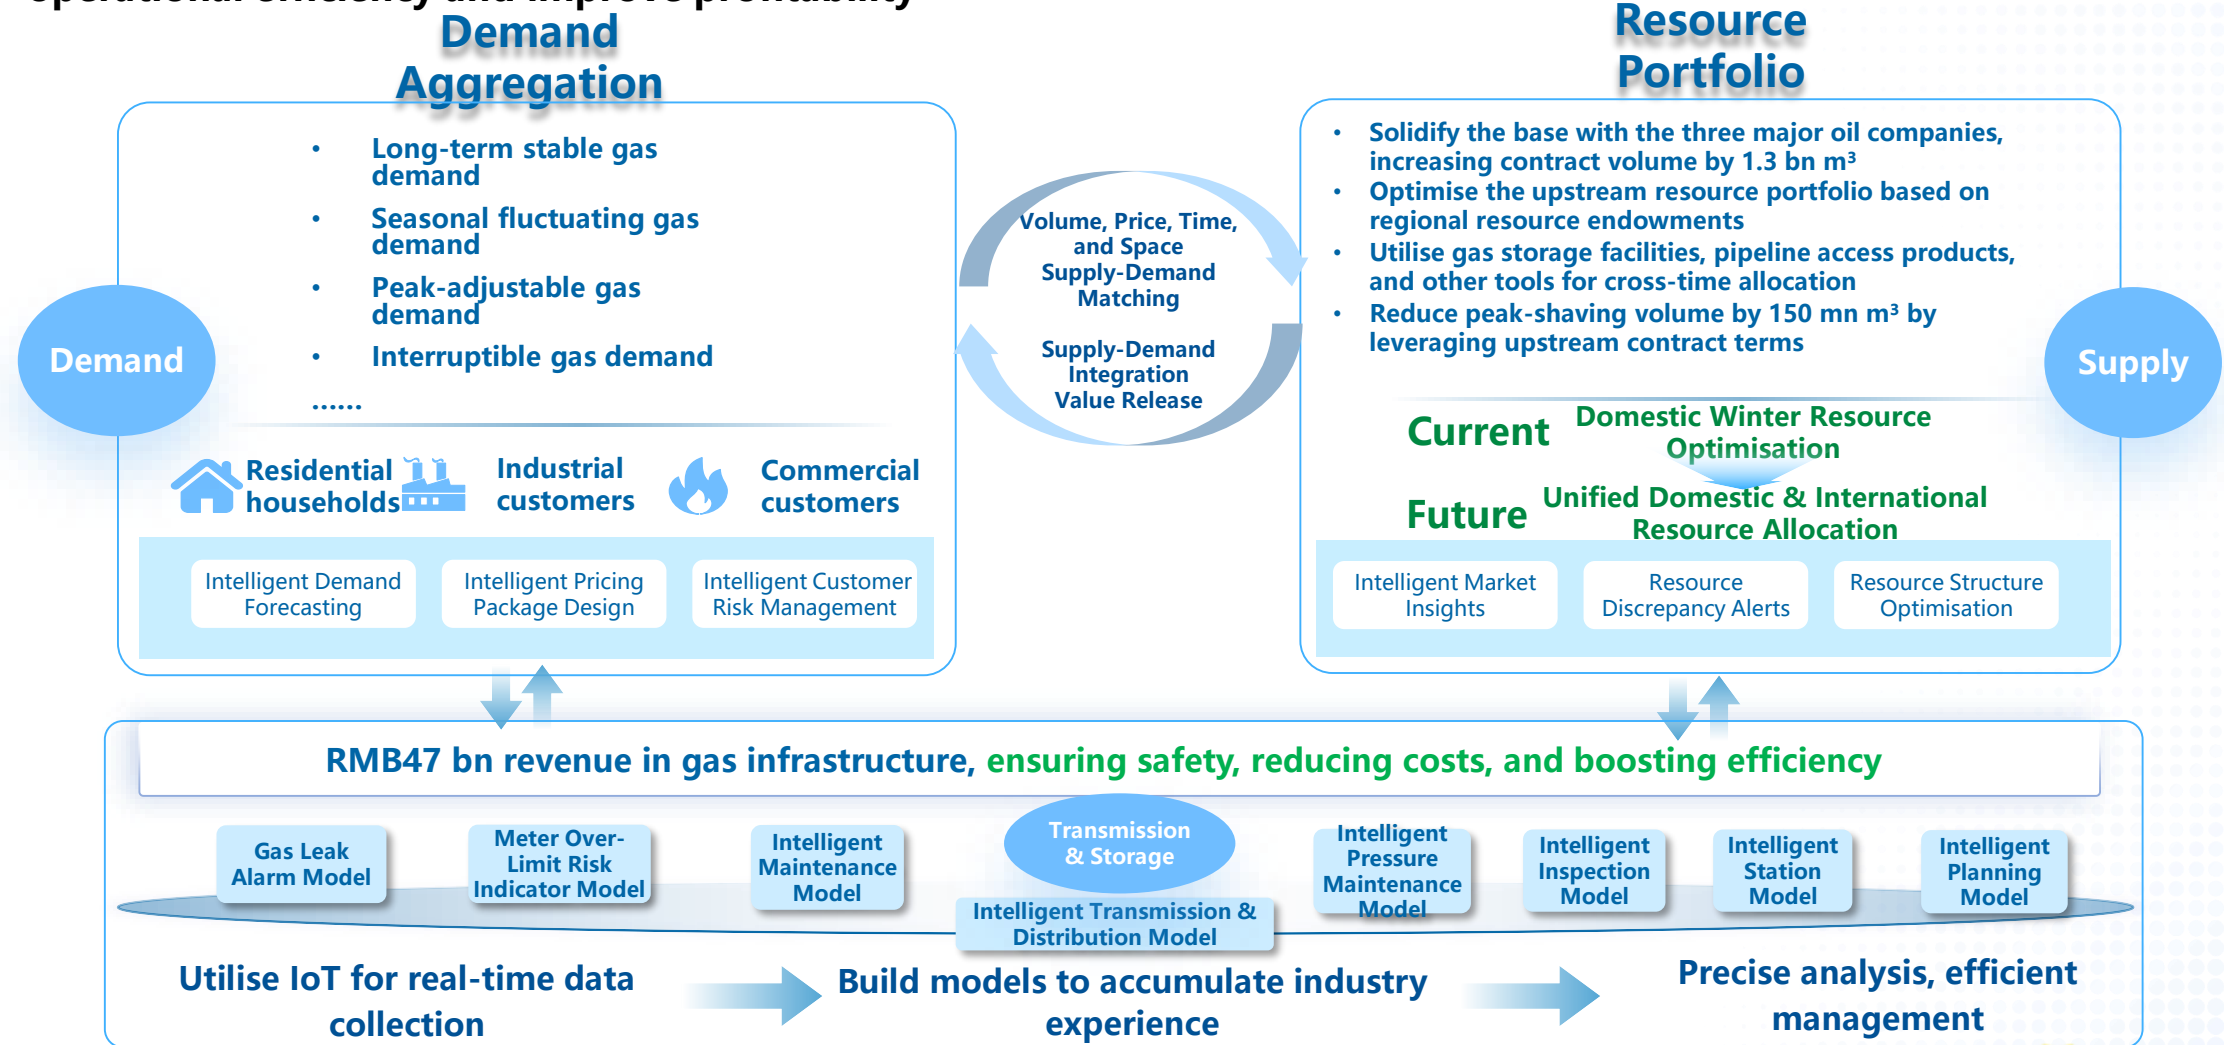 operational efficiency and improve profitability
Demand
Aggregation
• Long-term stable gas
demand
• Seasonal fluctuating gas
demand
• Peak-adjustable gas
demand
• Interruptible gas demand
......
Demand
Residential
households
Industrial
customers
Commercial
customers
Intelligent Demand
Forecasting
Intelligent Pricing
Package Design
Intelligent Customer
Risk Management
Volume, Price, Time,
and Space
Supply-Demand
Matching
Supply-Demand
Integration
Value Release
Resource
Portfolio
• Solidify the base with the three major oil companies,
increasing contract volume by 1.3 bn m³
• Optimise the upstream resource portfolio based on
regional resource endowments
• Utilise gas storage facilities, pipeline access products,
and other tools for cross-time allocation
• Reduce peak-shaving volume by 150 mn m³ by
leveraging upstream contract terms
Supply
Current
Domestic Winter Resource
Optimisation
Future
Unified Domestic & International
Resource Allocation
Intelligent Market
Insights
Resource
Discrepancy Alerts
Resource Structure
Optimisation
RMB47 bn revenue in gas infrastructure, ensuring safety, reducing costs, and boosting efficiency
Gas Leak
Alarm Model
Meter Over-
Limit Risk
Indicator Model
Intelligent
Maintenance
Model
Transmission
& Storage
Intelligent Transmission &
Distribution Model
Intelligent
Pressure
Maintenance
Model
Intelligent
Inspection
Model
Intelligent
Station
Model
Intelligent
Planning
Model
Utilise IoT for real-time data
collection
Build models to accumulate industry
experience
Precise analysis, efficient
management